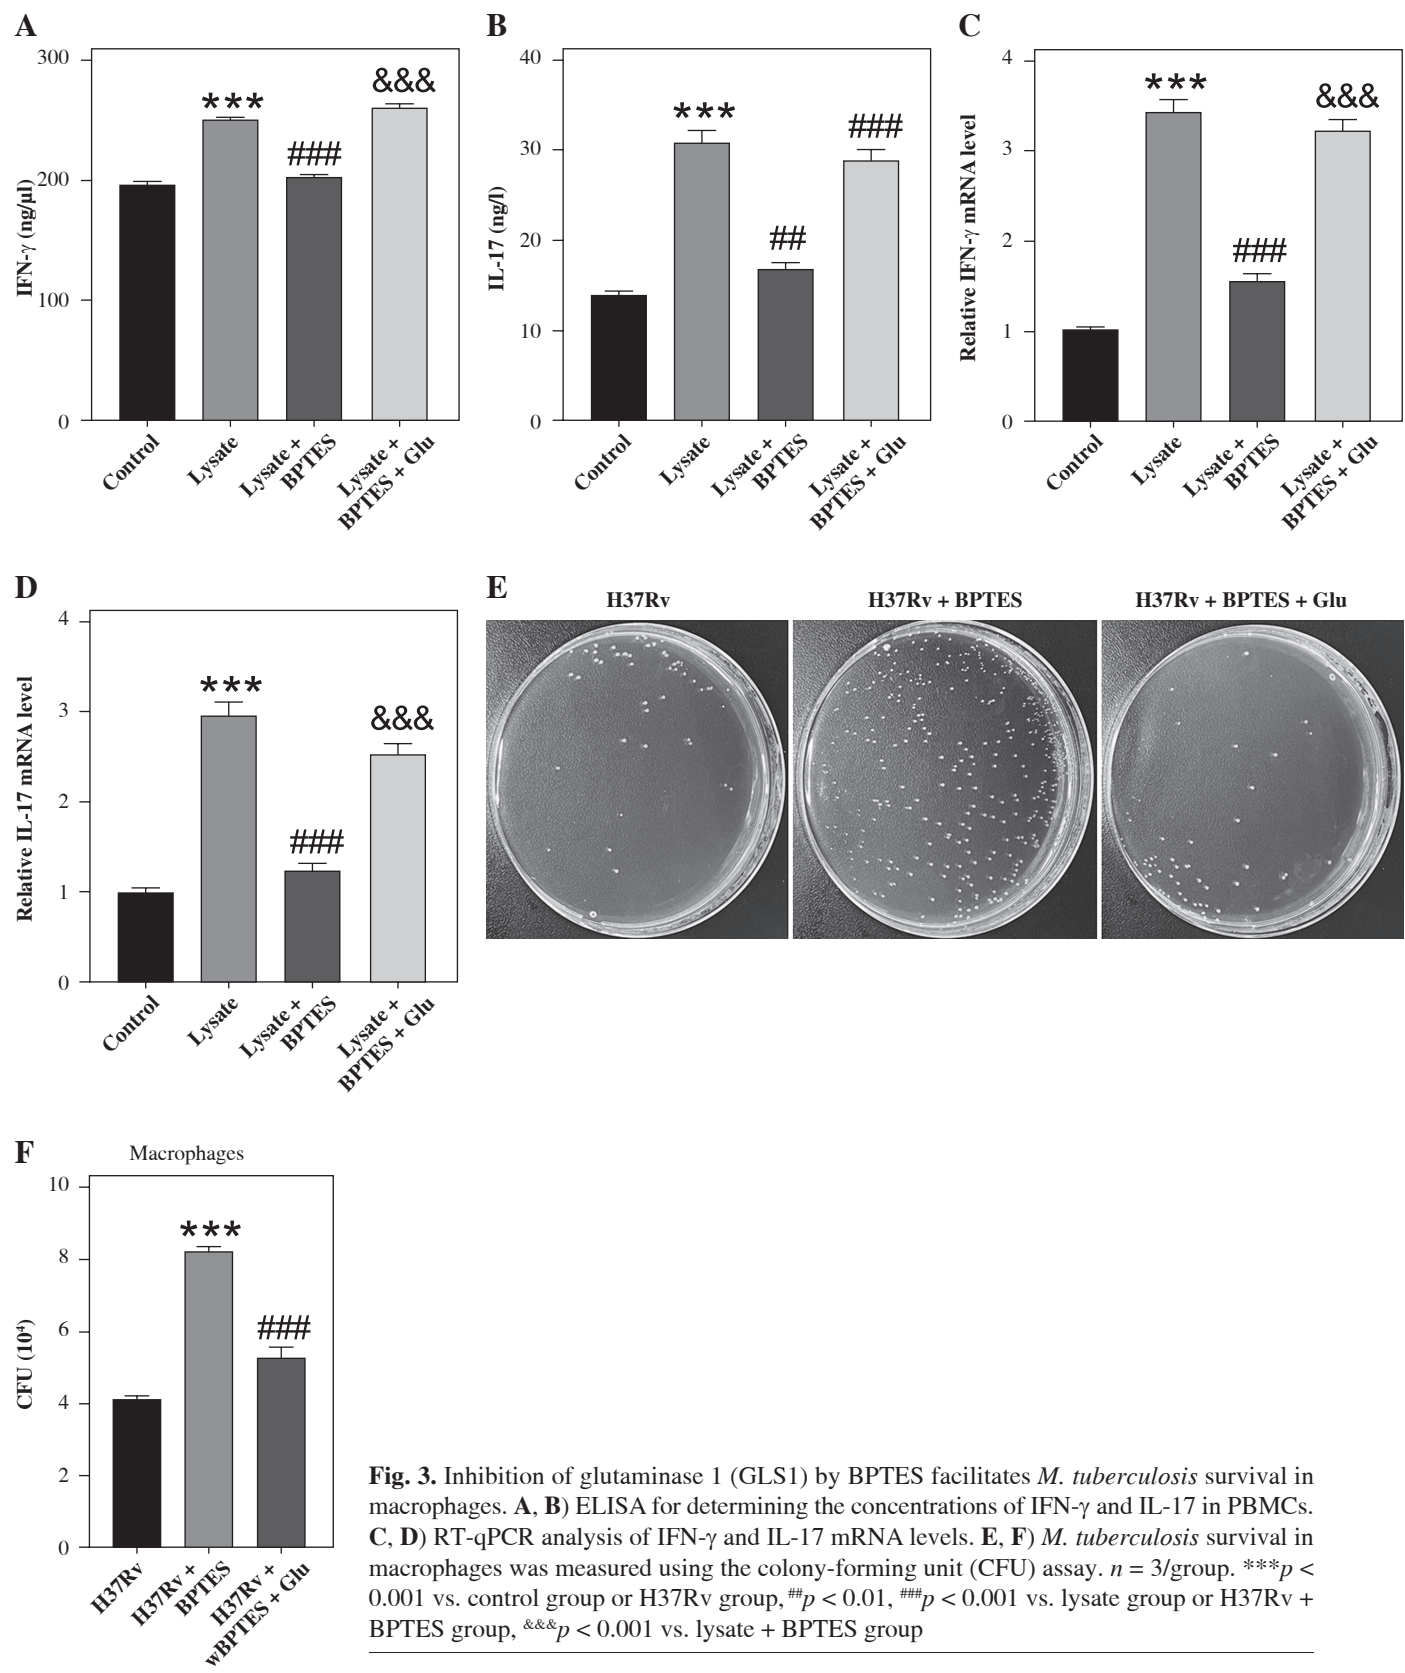 A
300
200
100
0
IFN-γ (ng/μl)
***
###
&&&
Control
Lysate
Lysate +
BPTES
Lysate +
BPTES + Glu
B
40
30
20
10
0
IL-17 (ng/l)
***
##
###
Control
Lysate
Lysate +
BPTES
Lysate +
BPTES + Glu
C
4
3
2
1
0
Relative IFN-γ mRNA level
***
###
&&&
Control
Lysate
Lysate +
BPTES
Lysate +
BPTES + Glu
D
4
3
2
1
0
Relative IL-17 mRNA level
***
###
&&&
Control
Lysate
Lysate +
BPTES
Lysate +
BPTES + Glu
E
H37Rv
H37Rv + BPTES
H37Rv + BPTES + Glu
F
Macrophages
10
8
6
4
2
0
CFU (10⁴)
***
###
H37Rv
H37Rv +
BPTES
H37Rv +
wBPTES + Glu
Fig. 3. Inhibition of glutaminase 1 (GLS1) by BPTES facilitates M. tuberculosis survival in
macrophages. A, B) ELISA for determining the concentrations of IFN-γ and IL-17 in PBMCs.
C, D) RT-qPCR analysis of IFN-γ and IL-17 mRNA levels. E, F) M. tuberculosis survival in
macrophages was measured using the colony-forming unit (CFU) assay. n = 3/group. ***p <
0.001 vs. control group or H37Rv group, ##p < 0.01, ###p < 0.001 vs. lysate group or H37Rv +
BPTES group, &&&p < 0.001 vs. lysate + BPTES group